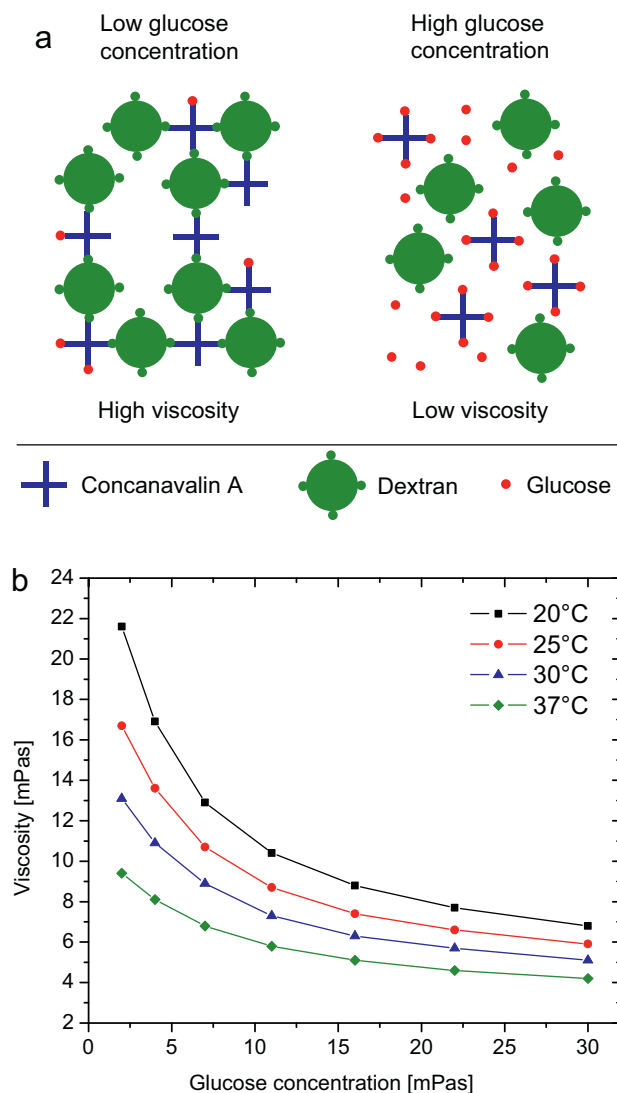 a
Low glucose
concentration
High glucose
concentration
High viscosity
Low viscosity
Concanavalin A
Dextran
Glucose
b
24
22
20
18
16
14
12
10
8
6
4
2
Viscosity [mPas]
20°C
25°C
30°C
37°C
0 5 10 15 20 25 30
Glucose concentration [mPas]